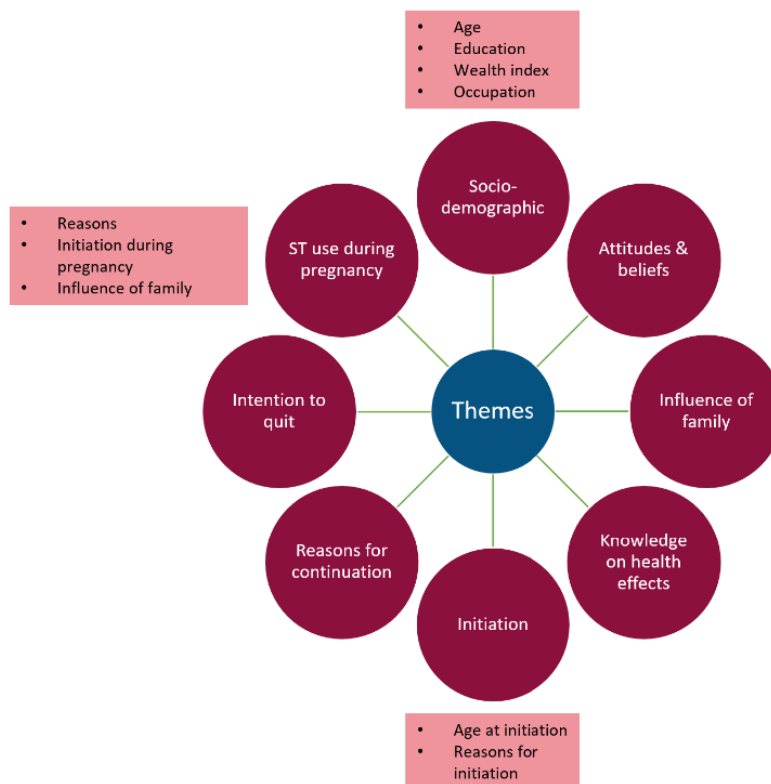 • Age
• Education
• Wealth index
• Occupation
Socio-
demographic
• Reasons
• Initiation during
pregnancy
• Influence of family
ST use during
pregnancy
Attitudes &
beliefs
Intention to
quit
Themes
Influence of
family
Reasons for
continuation
Knowledge
on health
effects
Initiation
• Age at initiation
• Reasons for
initiation